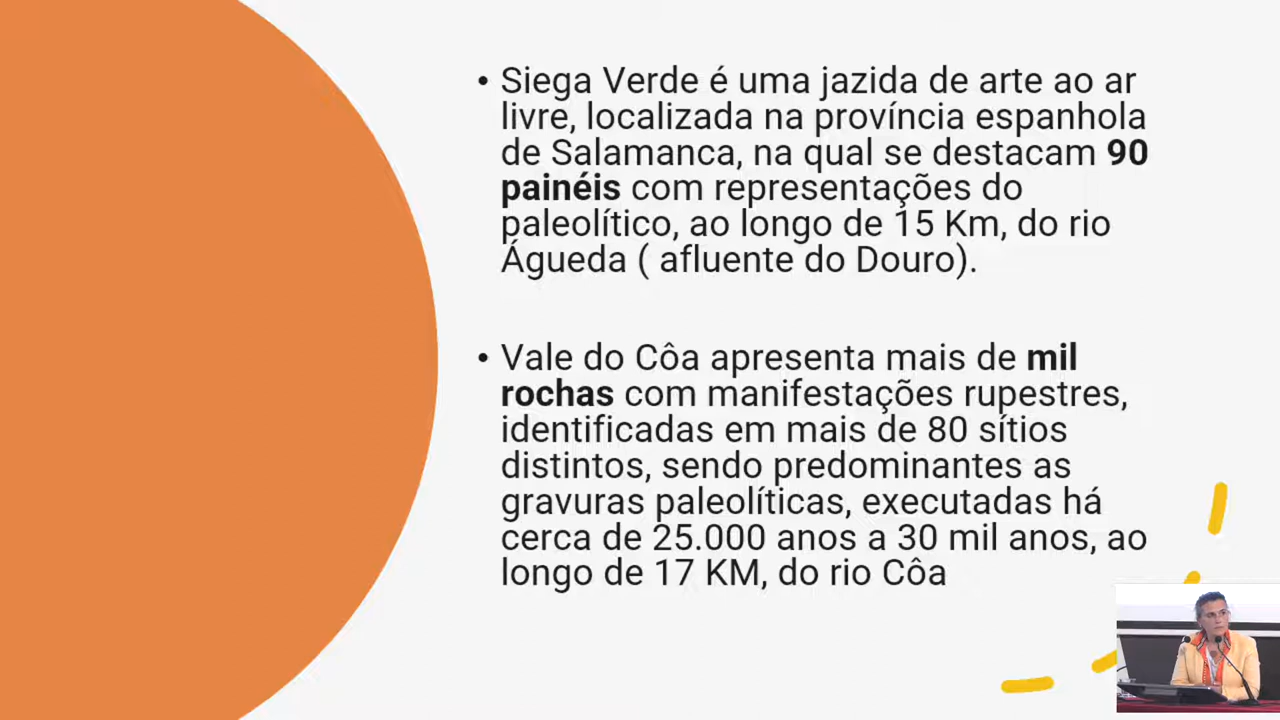 • Siega Verde é uma jazida de arte ao ar
livre, localizada na província espanhola
de Salamanca, na qual se destacam 90
painéis com representações do
paleolítico, ao longo de 15 Km, do rio
Águeda ( afluente do Douro).
• Vale do Côa apresenta mais de mil
rochas com manifestações rupestres,
identificadas em mais de 80 sítios
distintos, sendo predominantes as
gravuras paleolíticas, executadas há
cerca de 25.000 anos a 30 mil anos, ao
longo de 17 KM, do rio Côa